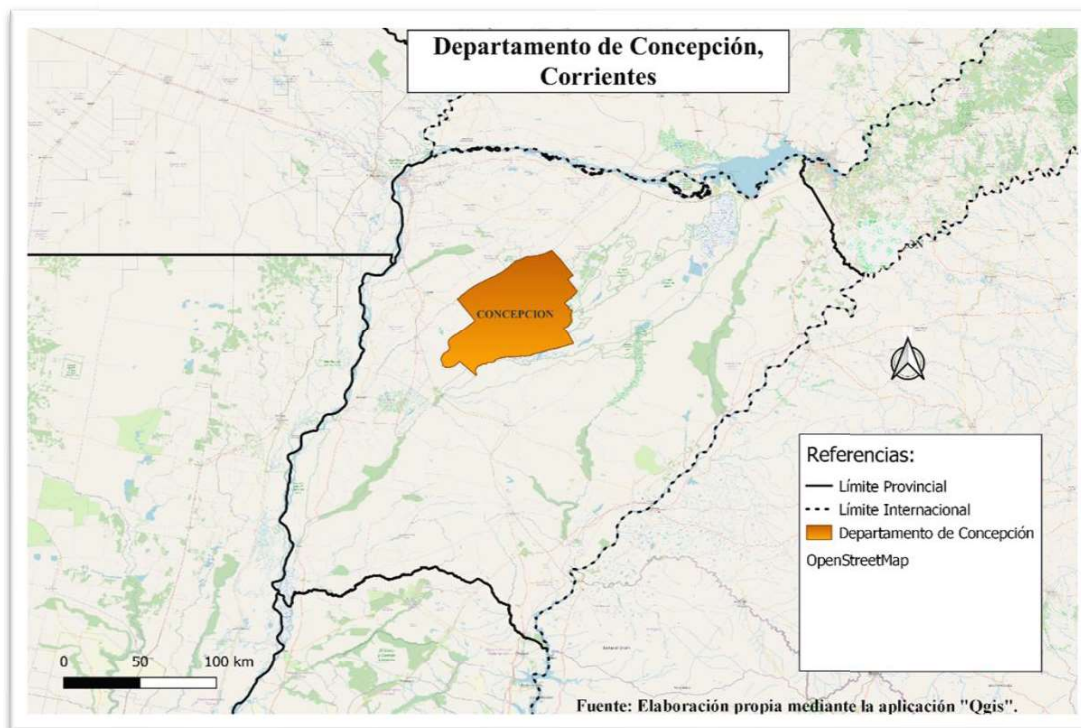 Departamento de Concepción,
Corrientes
CONCEPCION
Referencias:
Límite Provincial
Límite Internacional
Departamento de Concepción
OpenStreetMap
0 50 100 km
Fuente: Elaboración propia mediante la aplicación "Qgis".